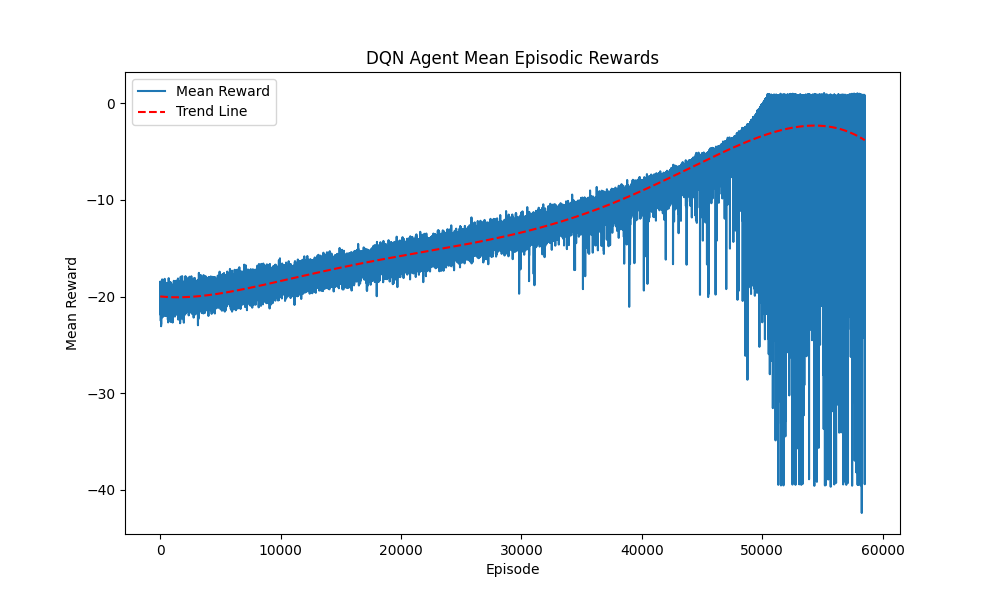 DQN Agent Mean Episodic Rewards
Mean Reward
Trend Line
0
−10
−20
−30
−40
Mean Reward
0
10000
20000
30000
40000
50000
60000
Episode